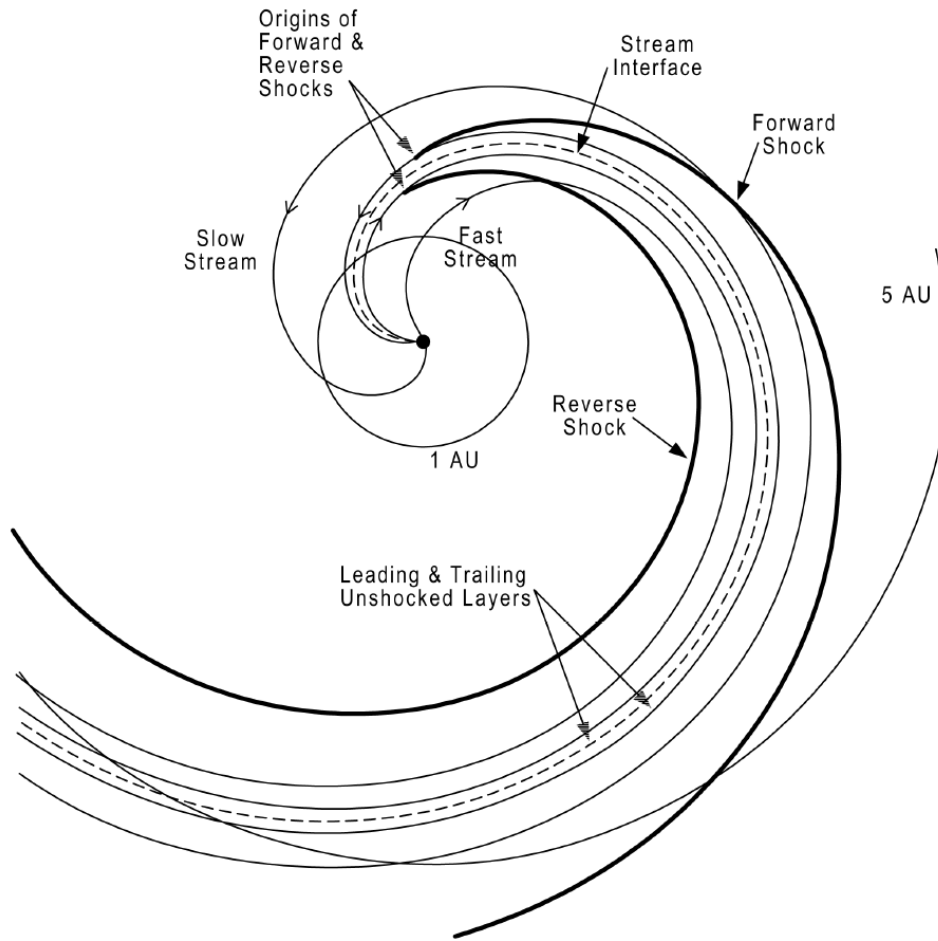 Origins of
Forward &
Reverse
Shocks
Stream
Interface
Forward
Shock
Slow
Stream
Fast
Stream
5 AU
Reverse
Shock
1 AU
Leading & Trailing
Unshocked Layers